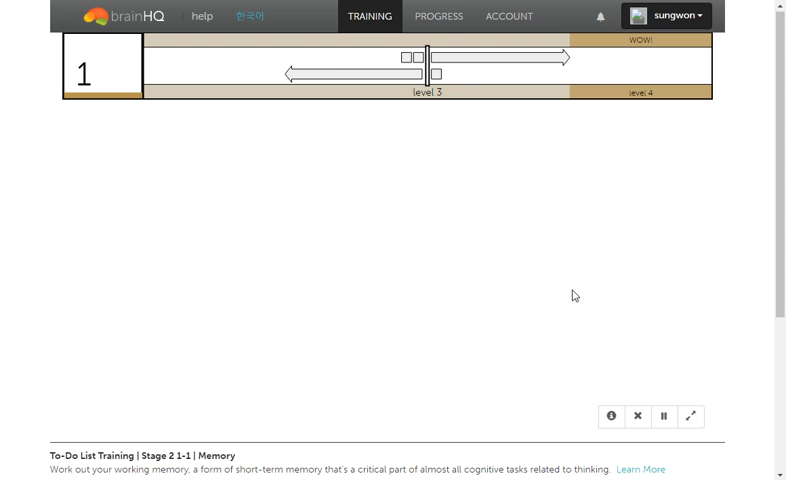 brainHQ help 한국어 TRAINING PROGRESS ACCOUNT sungwon
WOW!
1
level 3 level 4
To-Do List Training | Stage 2 1-1 | Memory
Work out your working memory, a form of short-term memory that's a critical part of almost all cognitive tasks related to thinking. Learn More